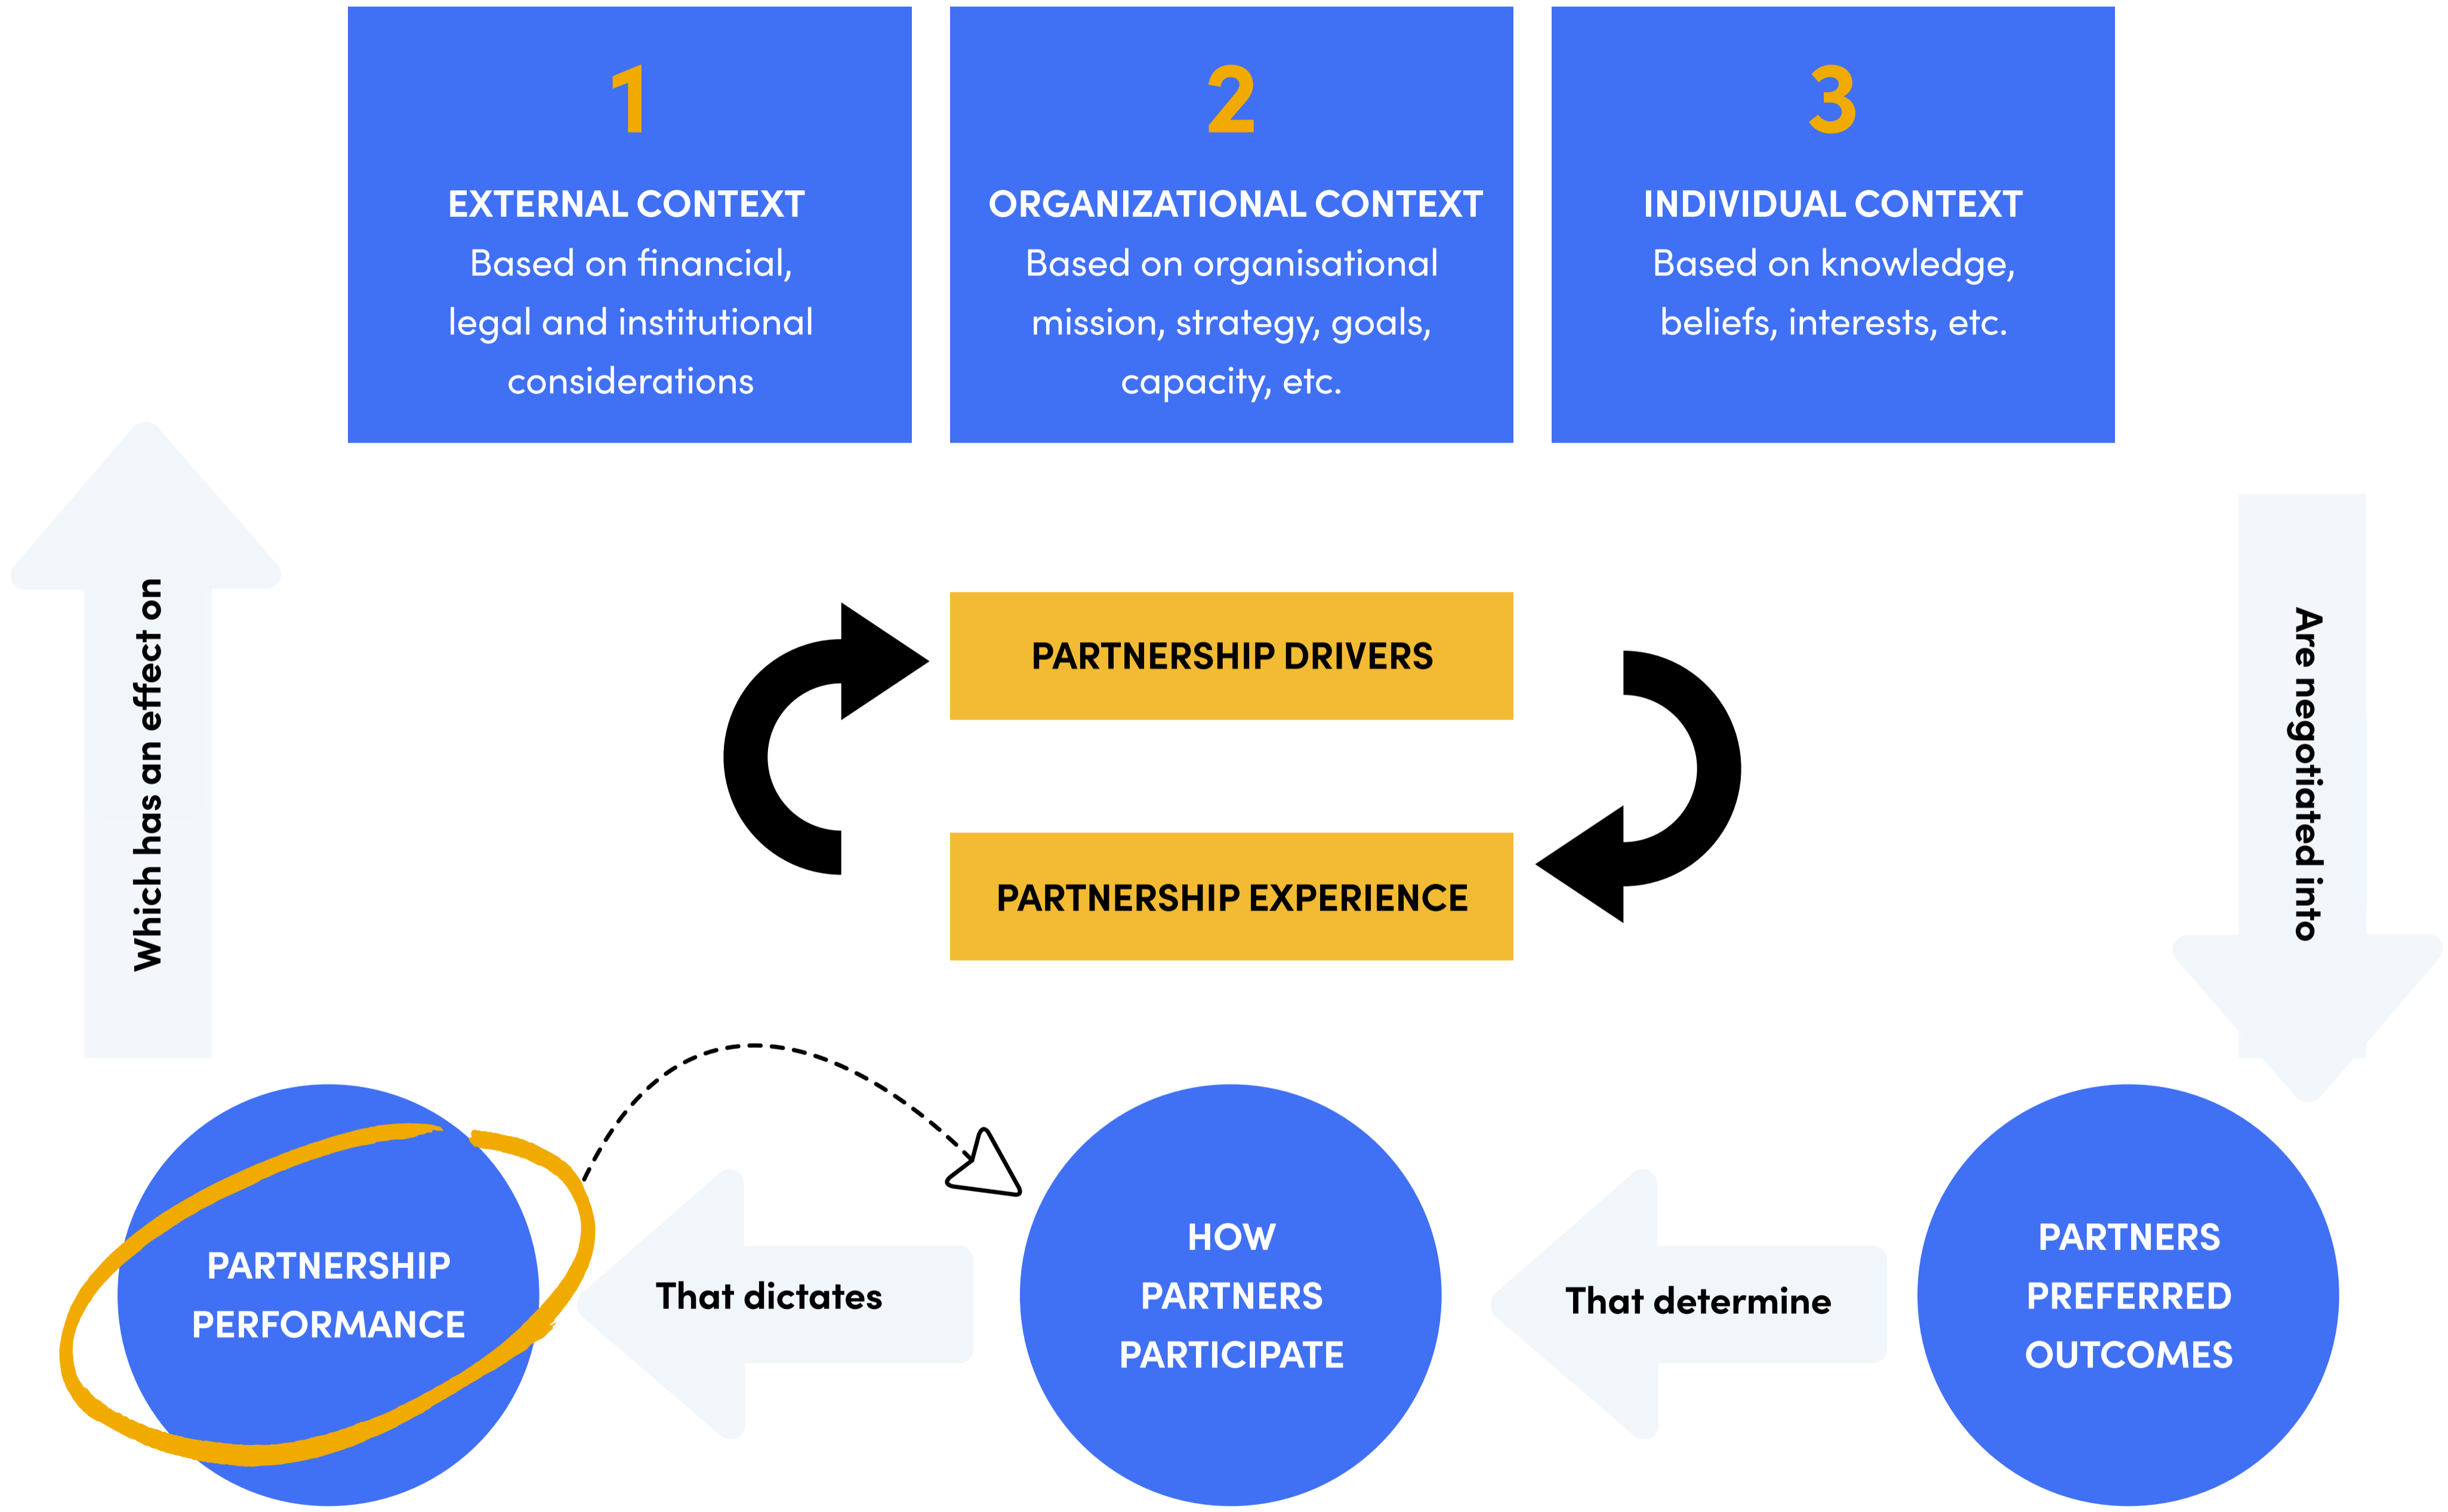 1
EXTERNAL CONTEXT
Based on financial,
legal and institutional
considerations
2
ORGANIZATIONAL CONTEXT
Based on organisational
mission, strategy, goals,
capacity, etc.
3
INDIVIDUAL CONTEXT
Based on knowledge,
beliefs, interests, etc.
Which has an effect on
PARTNERSHIP DRIVERS
PARTNERSHIP EXPERIENCE
Are negotiated into
PARTNERSHIP
PERFORMANCE
That dictates
HOW
PARTNERS
PARTICIPATE
That determine
PARTNERS
PREFERRED
OUTCOMES